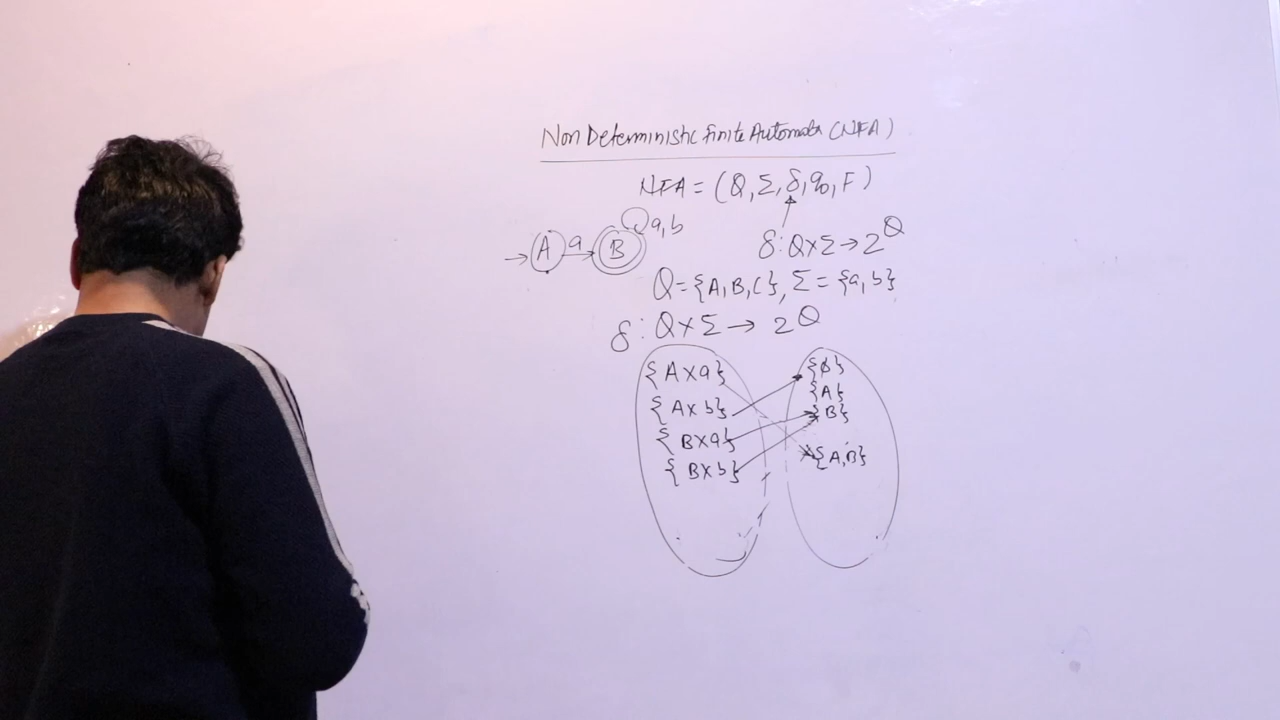 Non Deterministic finite Automata (NFA)
NFA = (Q, Σ, δ, q0, F)
→ A a→ B a,b
δ: Q×Σ→2^Q
Q={A,B,C}, Σ={a,b}
δ: Q×Σ → 2^Q
{A×a} {ϕ}
{A×b} {A}
{B×a} {B}
{B×b} {A,B}